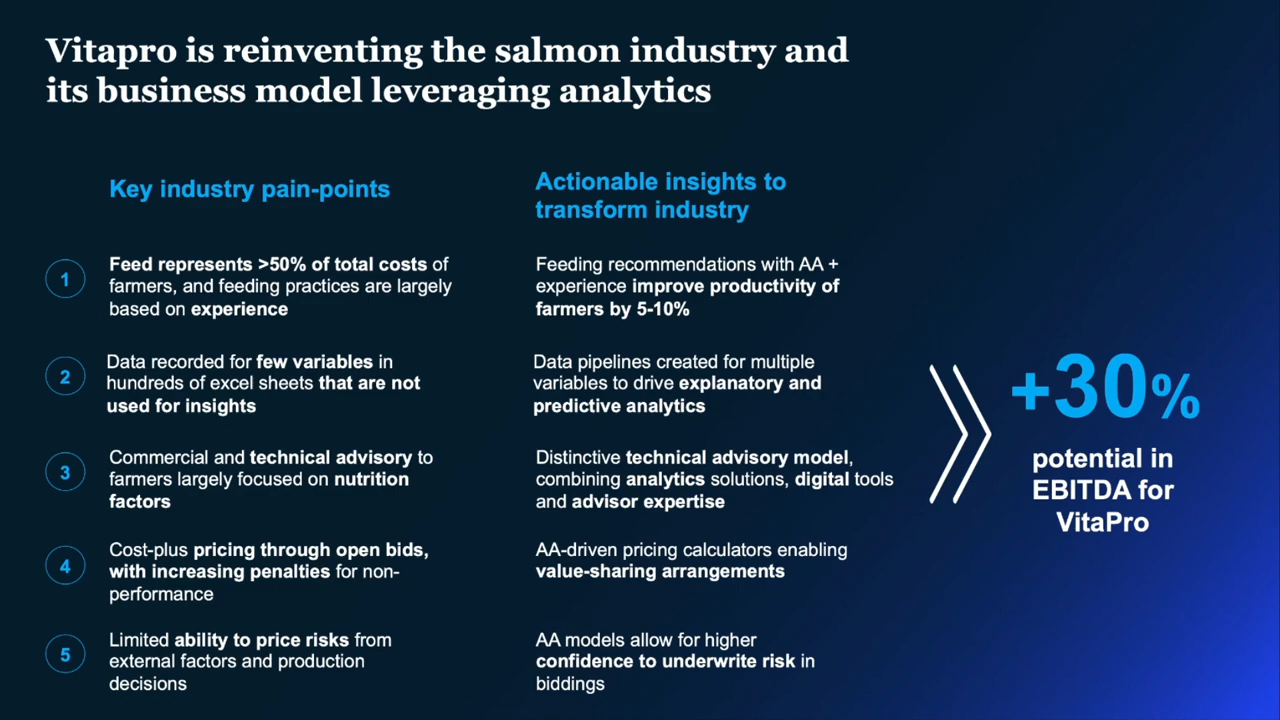 Vitapro is reinventing the salmon industry and
its business model leveraging analytics
Key industry pain-points
Actionable insights to
transform industry
1
Feed represents >50% of total costs of
farmers, and feeding practices are largely
based on experience
Feeding recommendations with AA +
experience improve productivity of
farmers by 5-10%
2
Data recorded for few variables in
hundreds of excel sheets that are not
used for insights
Data pipelines created for multiple
variables to drive explanatory and
predictive analytics
3
Commercial and technical advisory to
farmers largely focused on nutrition
factors
Distinctive technical advisory model,
combining analytics solutions, digital tools
and advisor expertise
4
Cost-plus pricing through open bids,
with increasing penalties for non-
performance
AA-driven pricing calculators enabling
value-sharing arrangements
5
Limited ability to price risks from
external factors and production
decisions
AA models allow for higher
confidence to underwrite risk in
biddings
+30%
potential in
EBITDA for
VitaPro